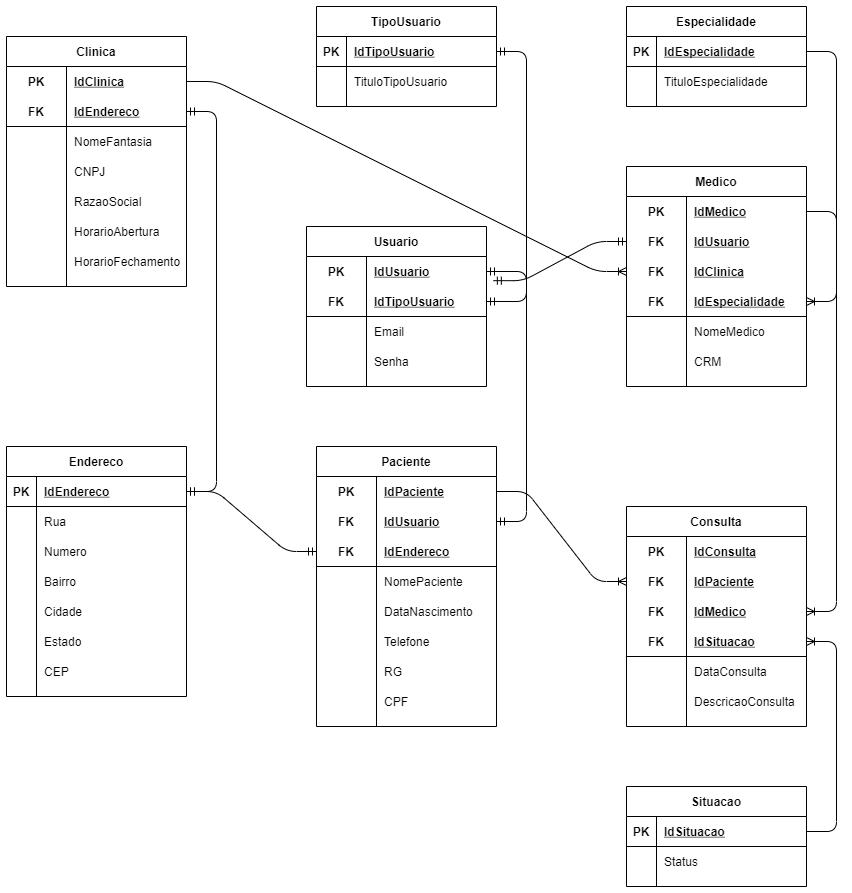 Clinica
PK IdClinica
FK IdEndereco
NomeFantasia
CNPJ
RazaoSocial
HorarioAbertura
HorarioFechamento
TipoUsuario
PK IdTipoUsuario
TituloTipoUsuario
Especialidade
PK IdEspecialidade
TituloEspecialidade
Usuario
PK IdUsuario
FK IdTipoUsuario
Email
Senha
Medico
PK IdMedico
FK IdUsuario
FK IdClinica
FK IdEspecialidade
NomeMedico
CRM
Endereco
PK IdEndereco
Rua
Numero
Bairro
Cidade
Estado
CEP
Paciente
PK IdPaciente
FK IdUsuario
FK IdEndereco
NomePaciente
DataNascimento
Telefone
RG
CPF
Consulta
PK IdConsulta
FK IdPaciente
FK IdMedico
FK IdSituacao
DataConsulta
DescricaoConsulta
Situacao
PK IdSituacao
Status